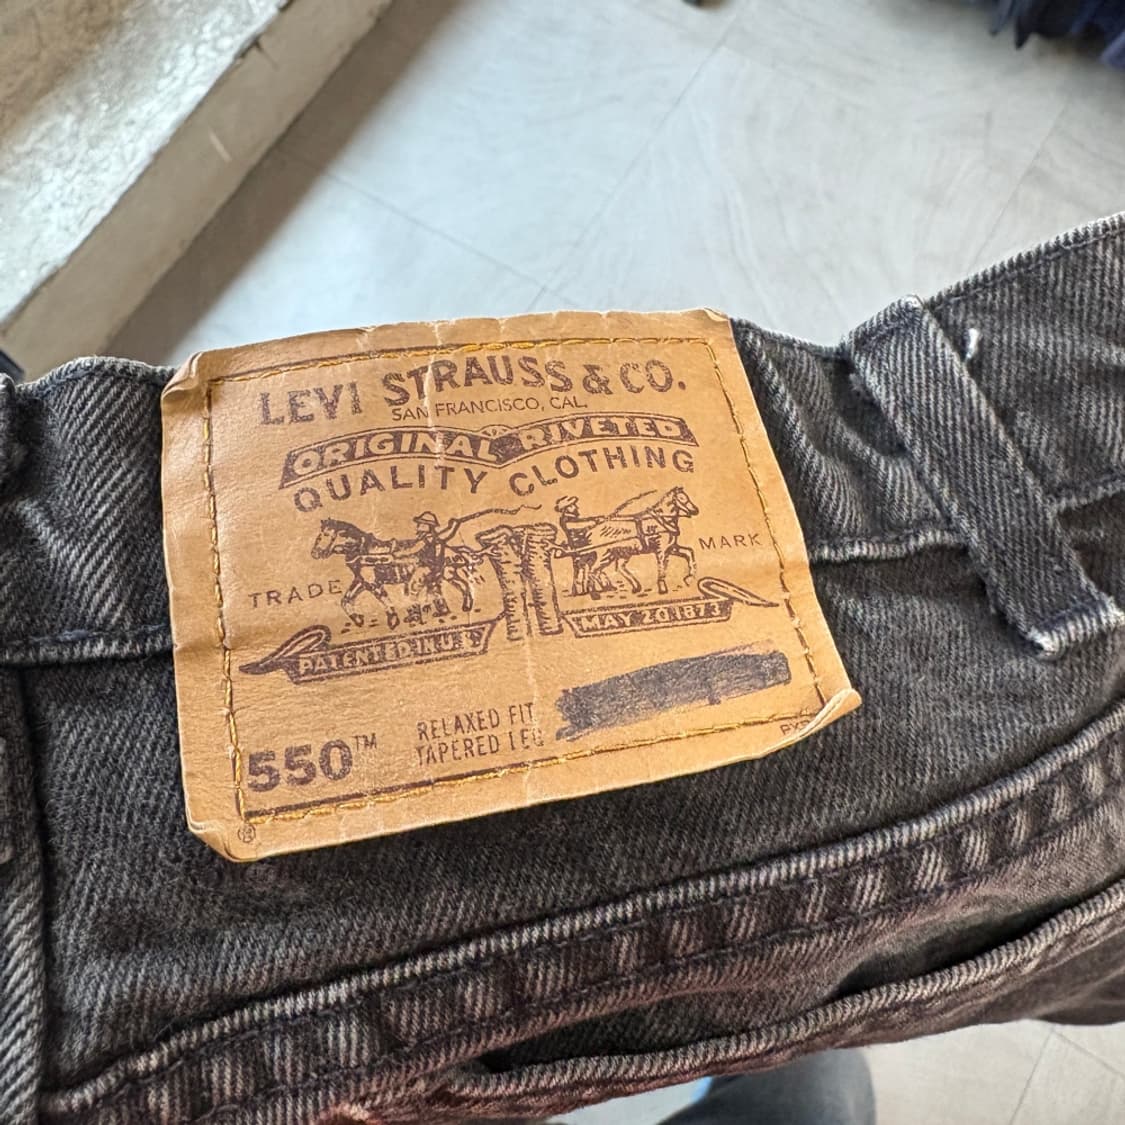 LEVI STRAUSS & CO.
SAN FRANCISCO, CAL.
ORIGINAL RIVETED
QUALITY CLOTHING
TRADE MARK
PATENTED IN U.S.
MAY 20 1873
550™
RELAXED FIT
TAPERED LEG
®